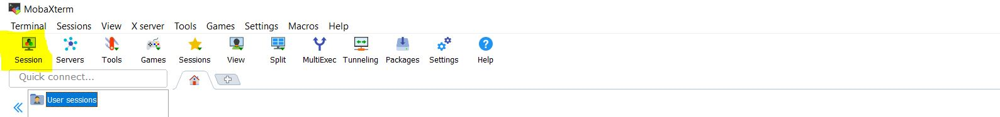 MobaXterm
Terminal Sessions View X server Tools Games Settings Macros Help
Session Servers Tools Games Sessions View Split MultiExec Tunneling Packages Settings Help
Quick connect...
User sessions